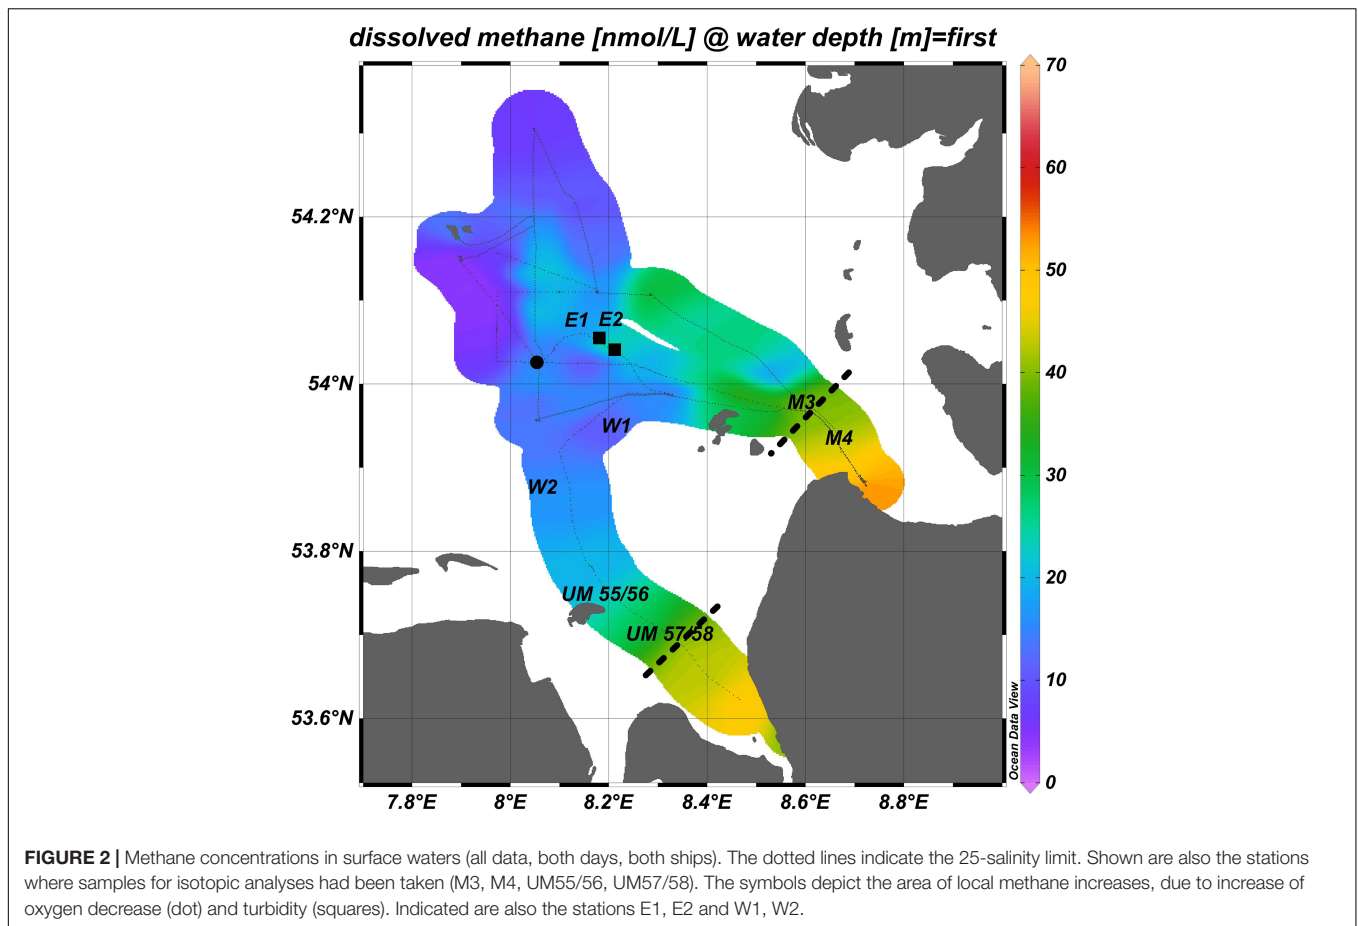 dissolved methane [nmol/L] @ water depth [m]=first
70
60
50
40
30
20
10
0
54.2°N
54°N
53.8°N
53.6°N
E1 E2
M3
M4
W1
W2
UM 55/56
UM 57/58
Ocean Data View
7.8°E 8°E 8.2°E 8.4°E 8.6°E 8.8°E
FIGURE 2 | Methane concentrations in surface waters (all data, both days, both ships). The dotted lines indicate the 25-salinity limit. Shown are also the stations
where samples for isotopic analyses had been taken (M3, M4, UM55/56, UM57/58). The symbols depict the area of local methane increases, due to increase of
oxygen decrease (dot) and turbidity (squares). Indicated are also the stations E1, E2 and W1, W2.